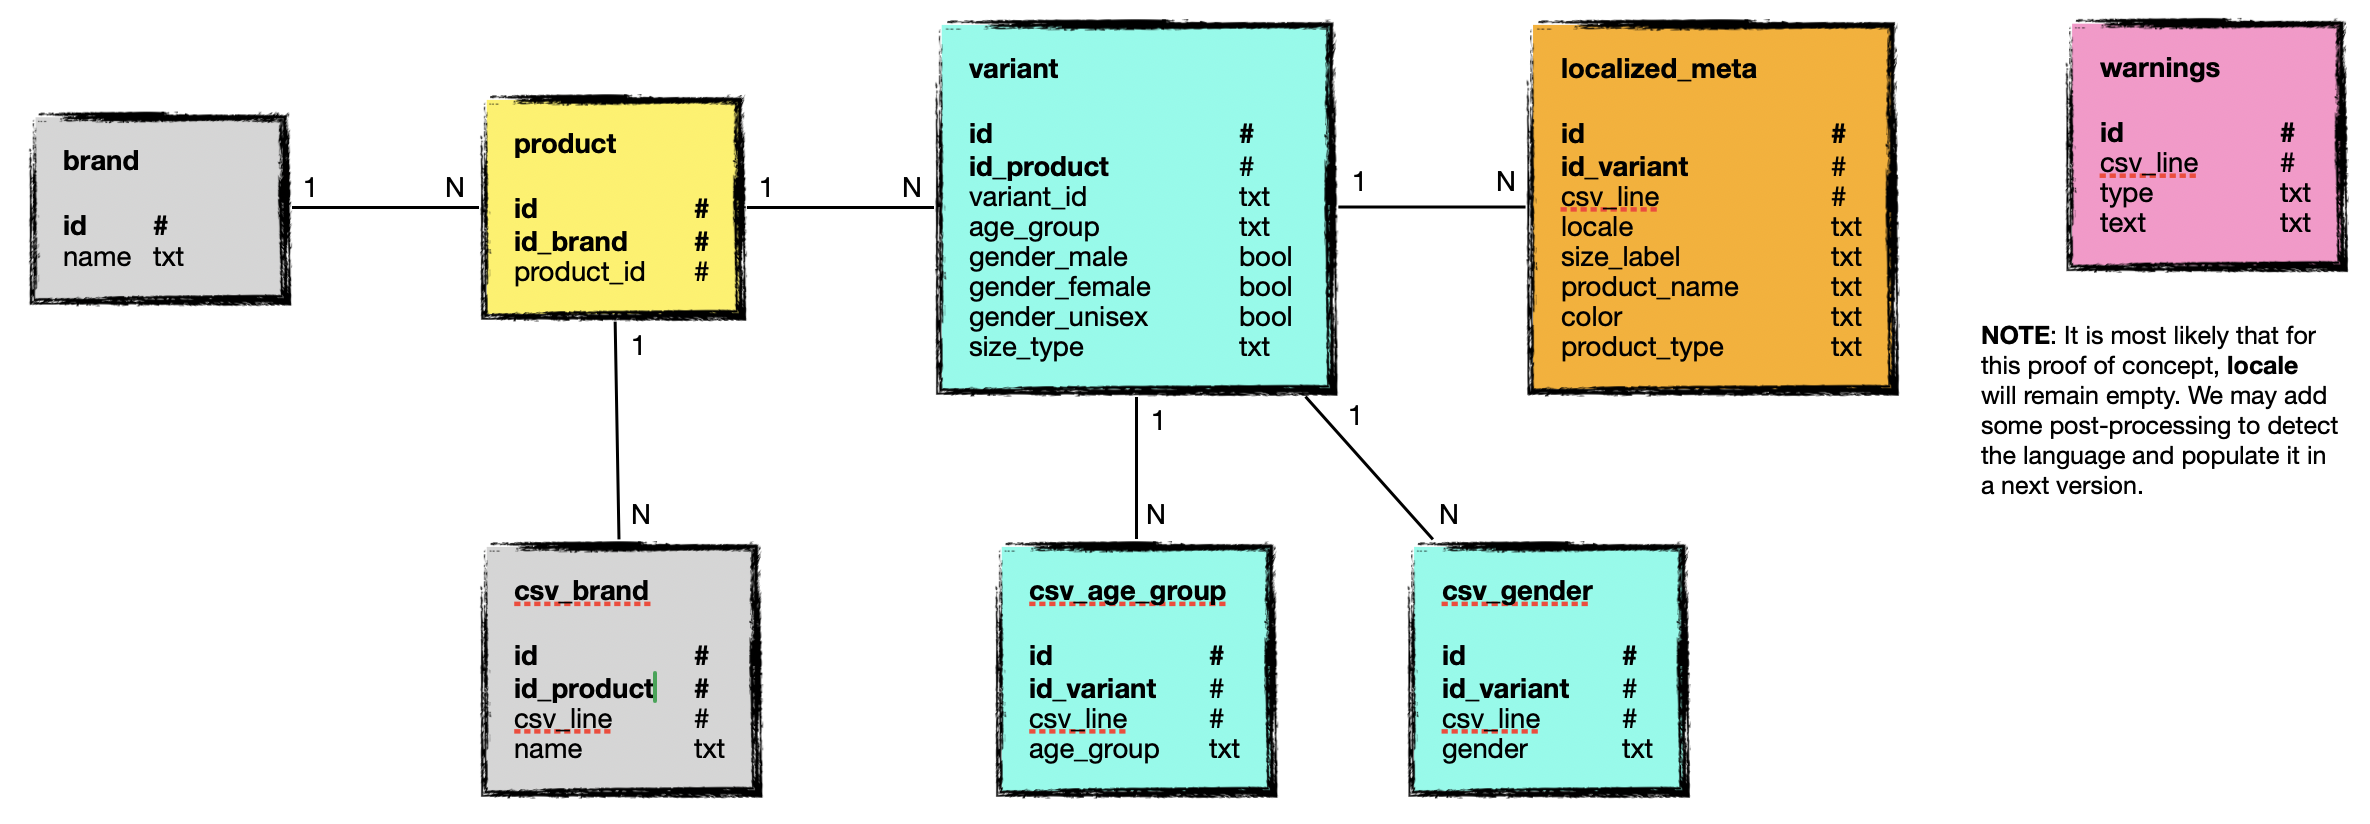 brand
id #
name txt
1 N
product
id #
id_brand #
product_id #
1 N
variant
id #
id_product #
variant_id txt
age_group txt
gender_male bool
gender_female bool
gender_unisex bool
size_type txt
1 N
localized_meta
id #
id_variant #
csv_line #
locale txt
size_label txt
product_name txt
color txt
product_type txt
warnings
id #
csv_line #
type txt
text txt
NOTE: It is most likely that for
this proof of concept, locale
will remain empty. We may add
some post-processing to detect
the language and populate it in
a next version.
1
N
csv_brand
id #
id_product #
csv_line #
name txt
1
N
csv_age_group
id #
id_variant #
csv_line #
age_group txt
1
N
csv_gender
id #
id_variant #
csv_line #
gender txt